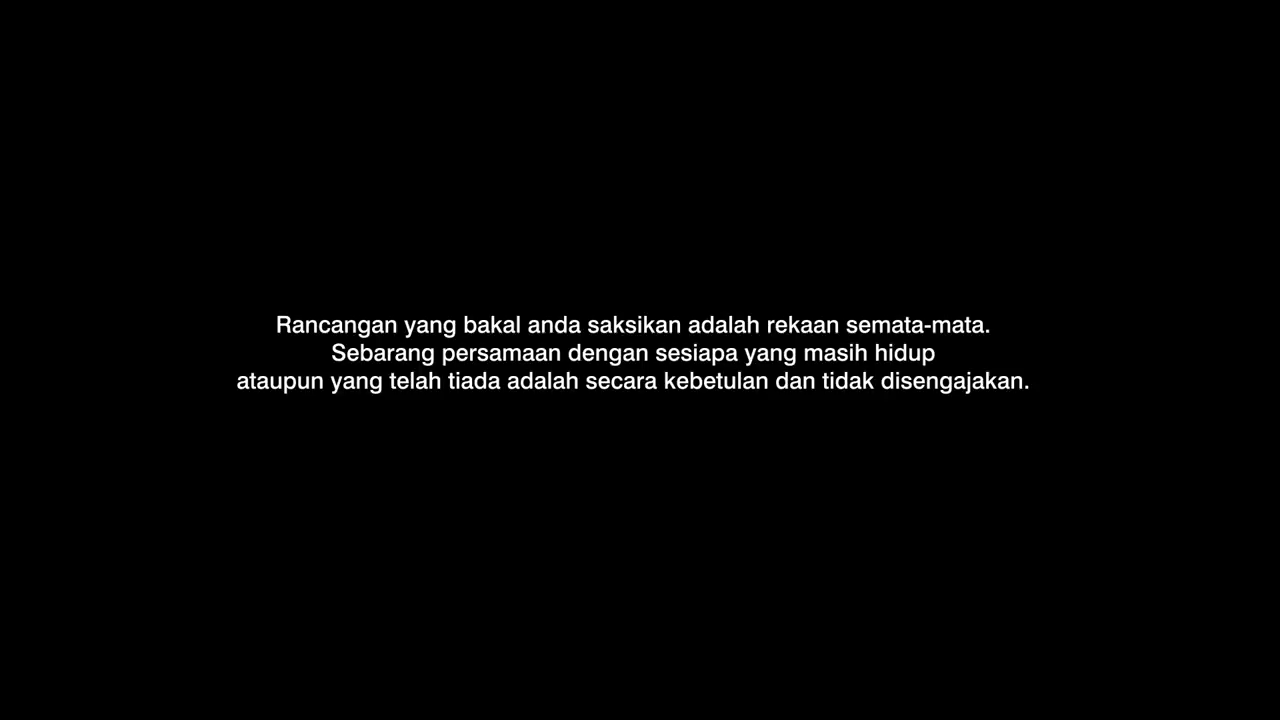 Rancangan yang bakal anda saksikan adalah rekaan semata-mata.
Sebarang persamaan dengan sesiapa yang masih hidup
ataupun yang telah tiada adalah secara kebetulan dan tidak disengajakan.